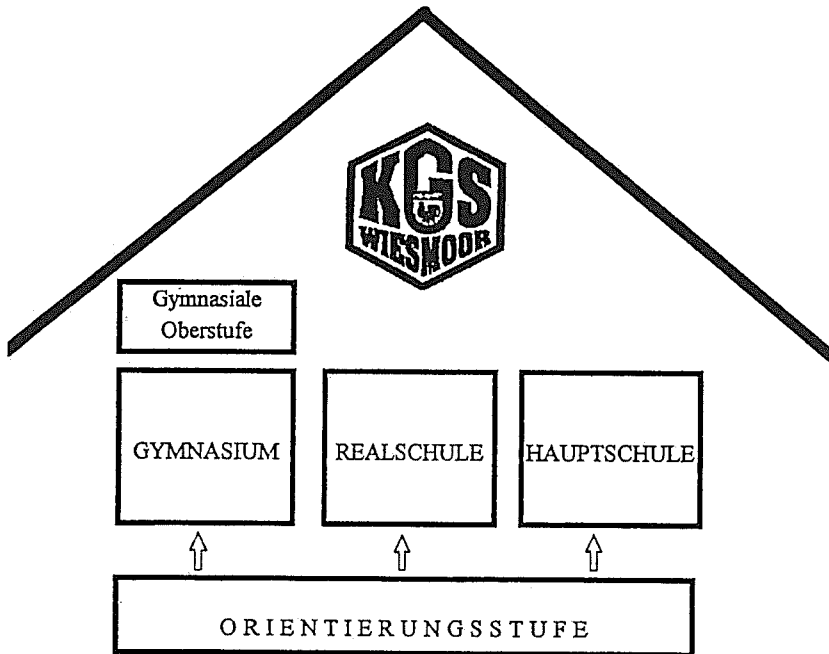 KGS
WIESMOOR
Gymnasiale
Oberstufe
GYMNASIUM
REALSCHULE
HAUPTSCHULE
ORIENTIERUNGSSTUFE